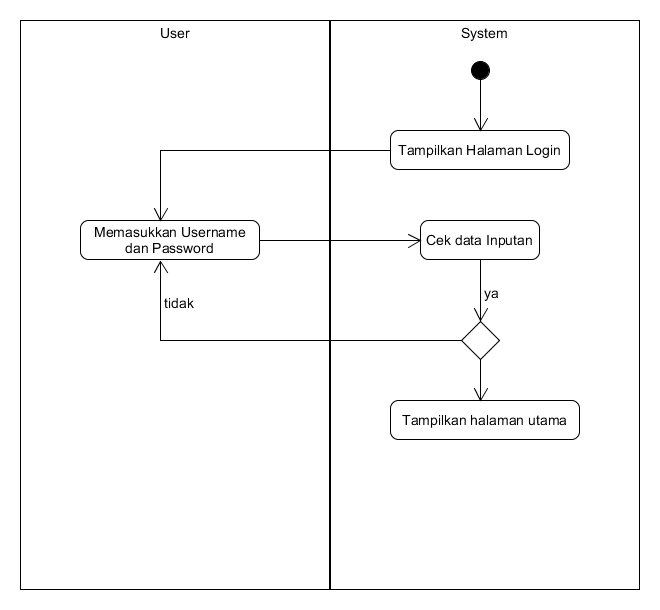 User
System
Tampilkan Halaman Login
Memasukkan Username
dan Password
Cek data Inputan
ya
tidak
Tampilkan halaman utama